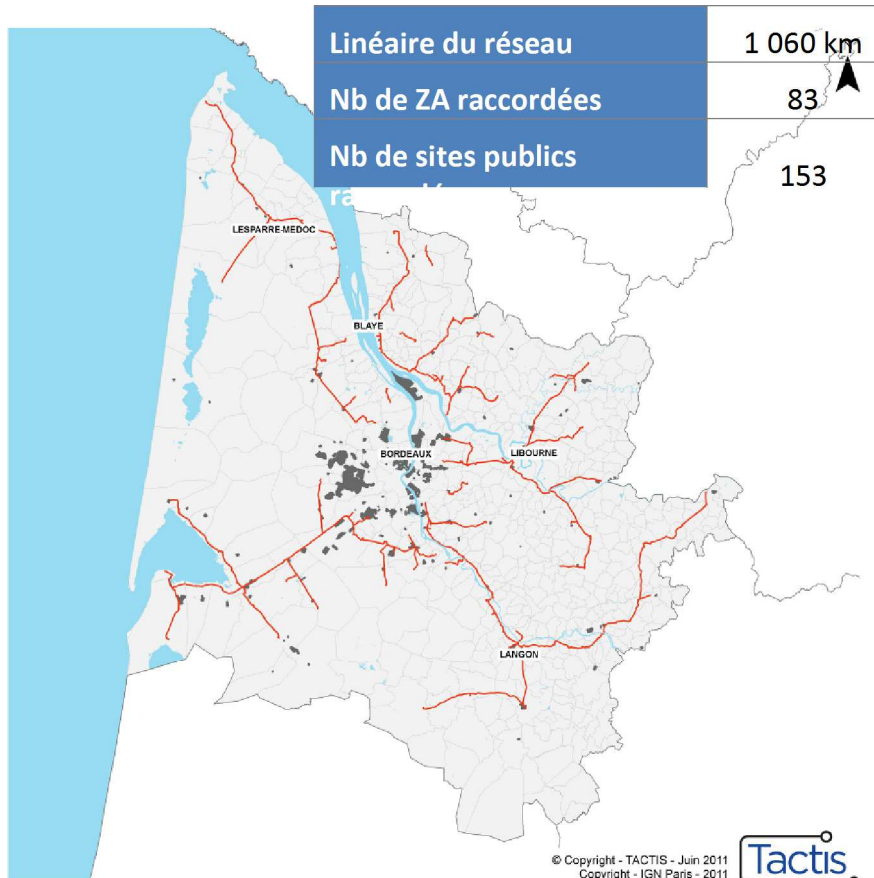 Linéaire du réseau 1 060 km
Nb de ZA raccordées 83
Nb de sites publics
153
LESPARRE-MEDOC
BLAYE
BORDEAUX
LIBOURNE
LANGON
© Copyright - TACTIS - Juin 2011
Copyright - IGN Paris - 2011
Tactis